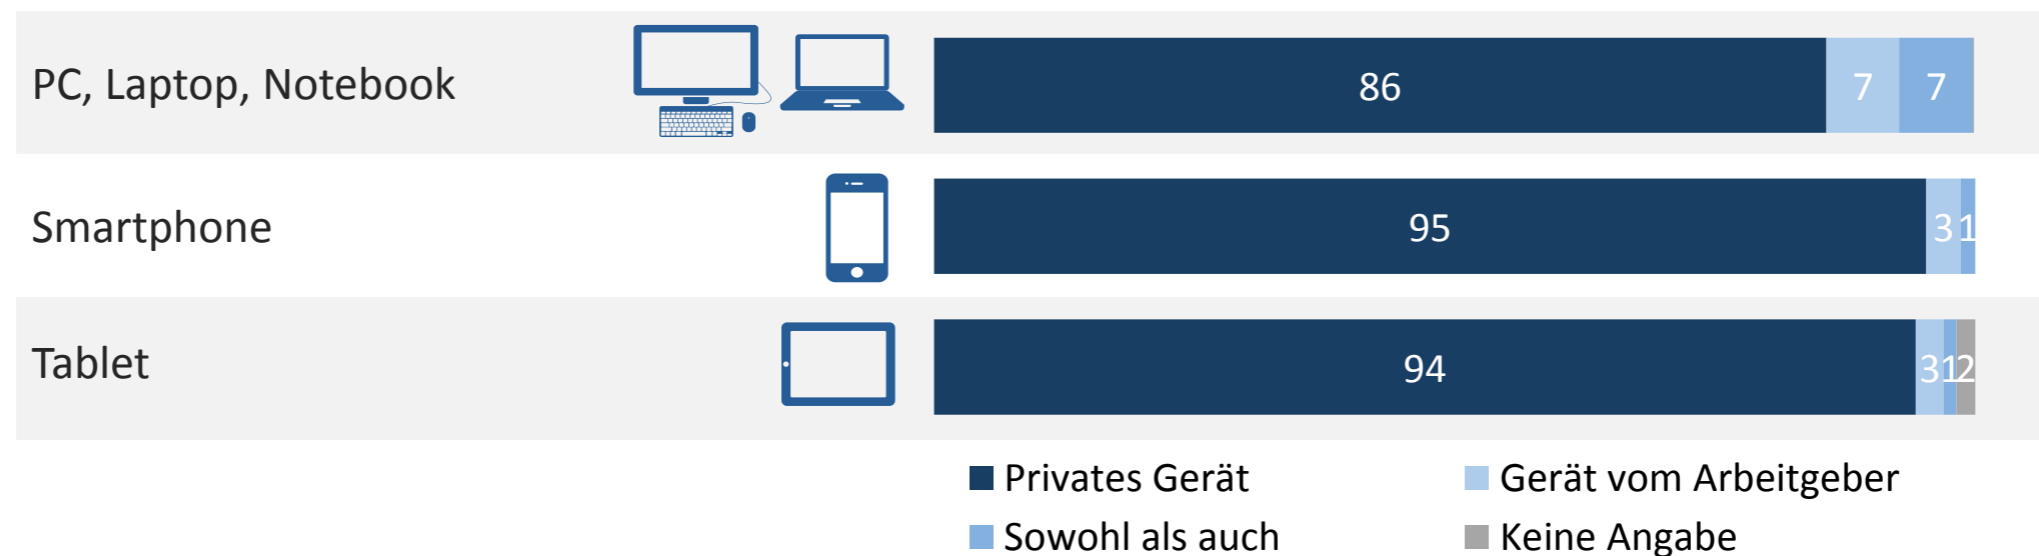 PC, Laptop, Notebook 86 7 7
Smartphone 95 3 1
Tablet 94 3 1 2
Privates Gerät Gerät vom Arbeitgeber
Sowohl als auch Keine Angabe